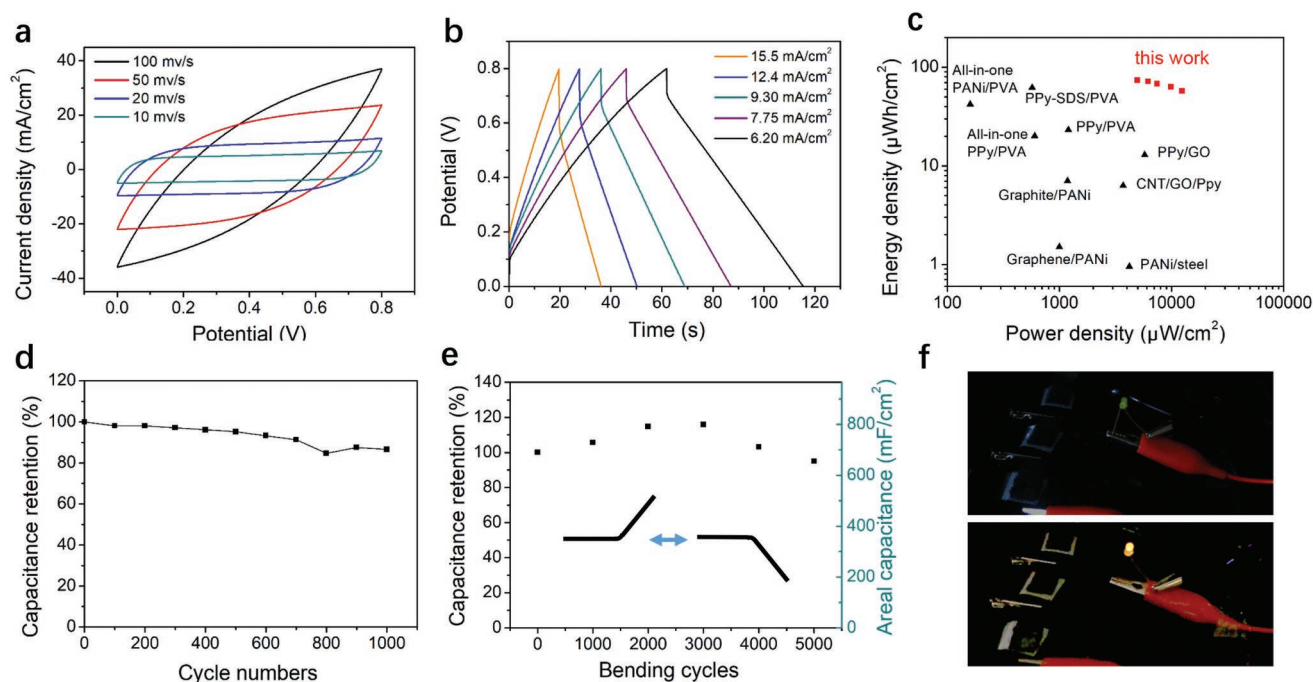 a
100 mv/s
50 mv/s
20 mv/s
10 mv/s
Current density (mA/cm²)
40
20
0
-20
-40
0.0
0.2
0.4
0.6
0.8
Potential (V)
b
15.5 mA/cm²
12.4 mA/cm²
9.30 mA/cm²
7.75 mA/cm²
6.20 mA/cm²
Potential (V)
0.8
0.6
0.4
0.2
0.0
0
20
40
60
80
100
120
Time (s)
c
this work
All-in-one
PANi/PVA
PPy-SDS/PVA
All-in-one
PPy/PVA
PPy/PVA
PPy/GO
Graphite/PANi
CNT/GO/Ppy
Graphene/PANi
PANi/steel
Energy density (µWh/cm²)
100
10
1
100
1000
10000
100000
Power density (µW/cm²)
d
Capacitance retention (%)
120
100
80
60
40
20
0
0
200
400
600
800
1000
Cycle numbers
e
Capacitance retention (%)
140
120
100
80
60
40
20
0
0
1000
2000
3000
4000
5000
Bending cycles
800
600
400
200
0
Areal capacitance (mF/cm²)
f